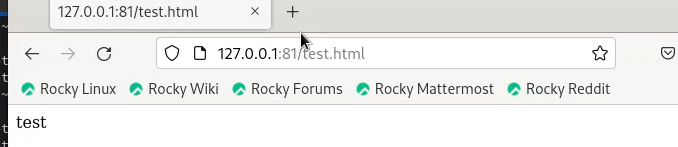 127.0.0.1:81/test.html
127.0.0.1:81/test.html
Rocky Linux Rocky Wiki Rocky Forums Rocky Mattermost Rocky Reddit
test